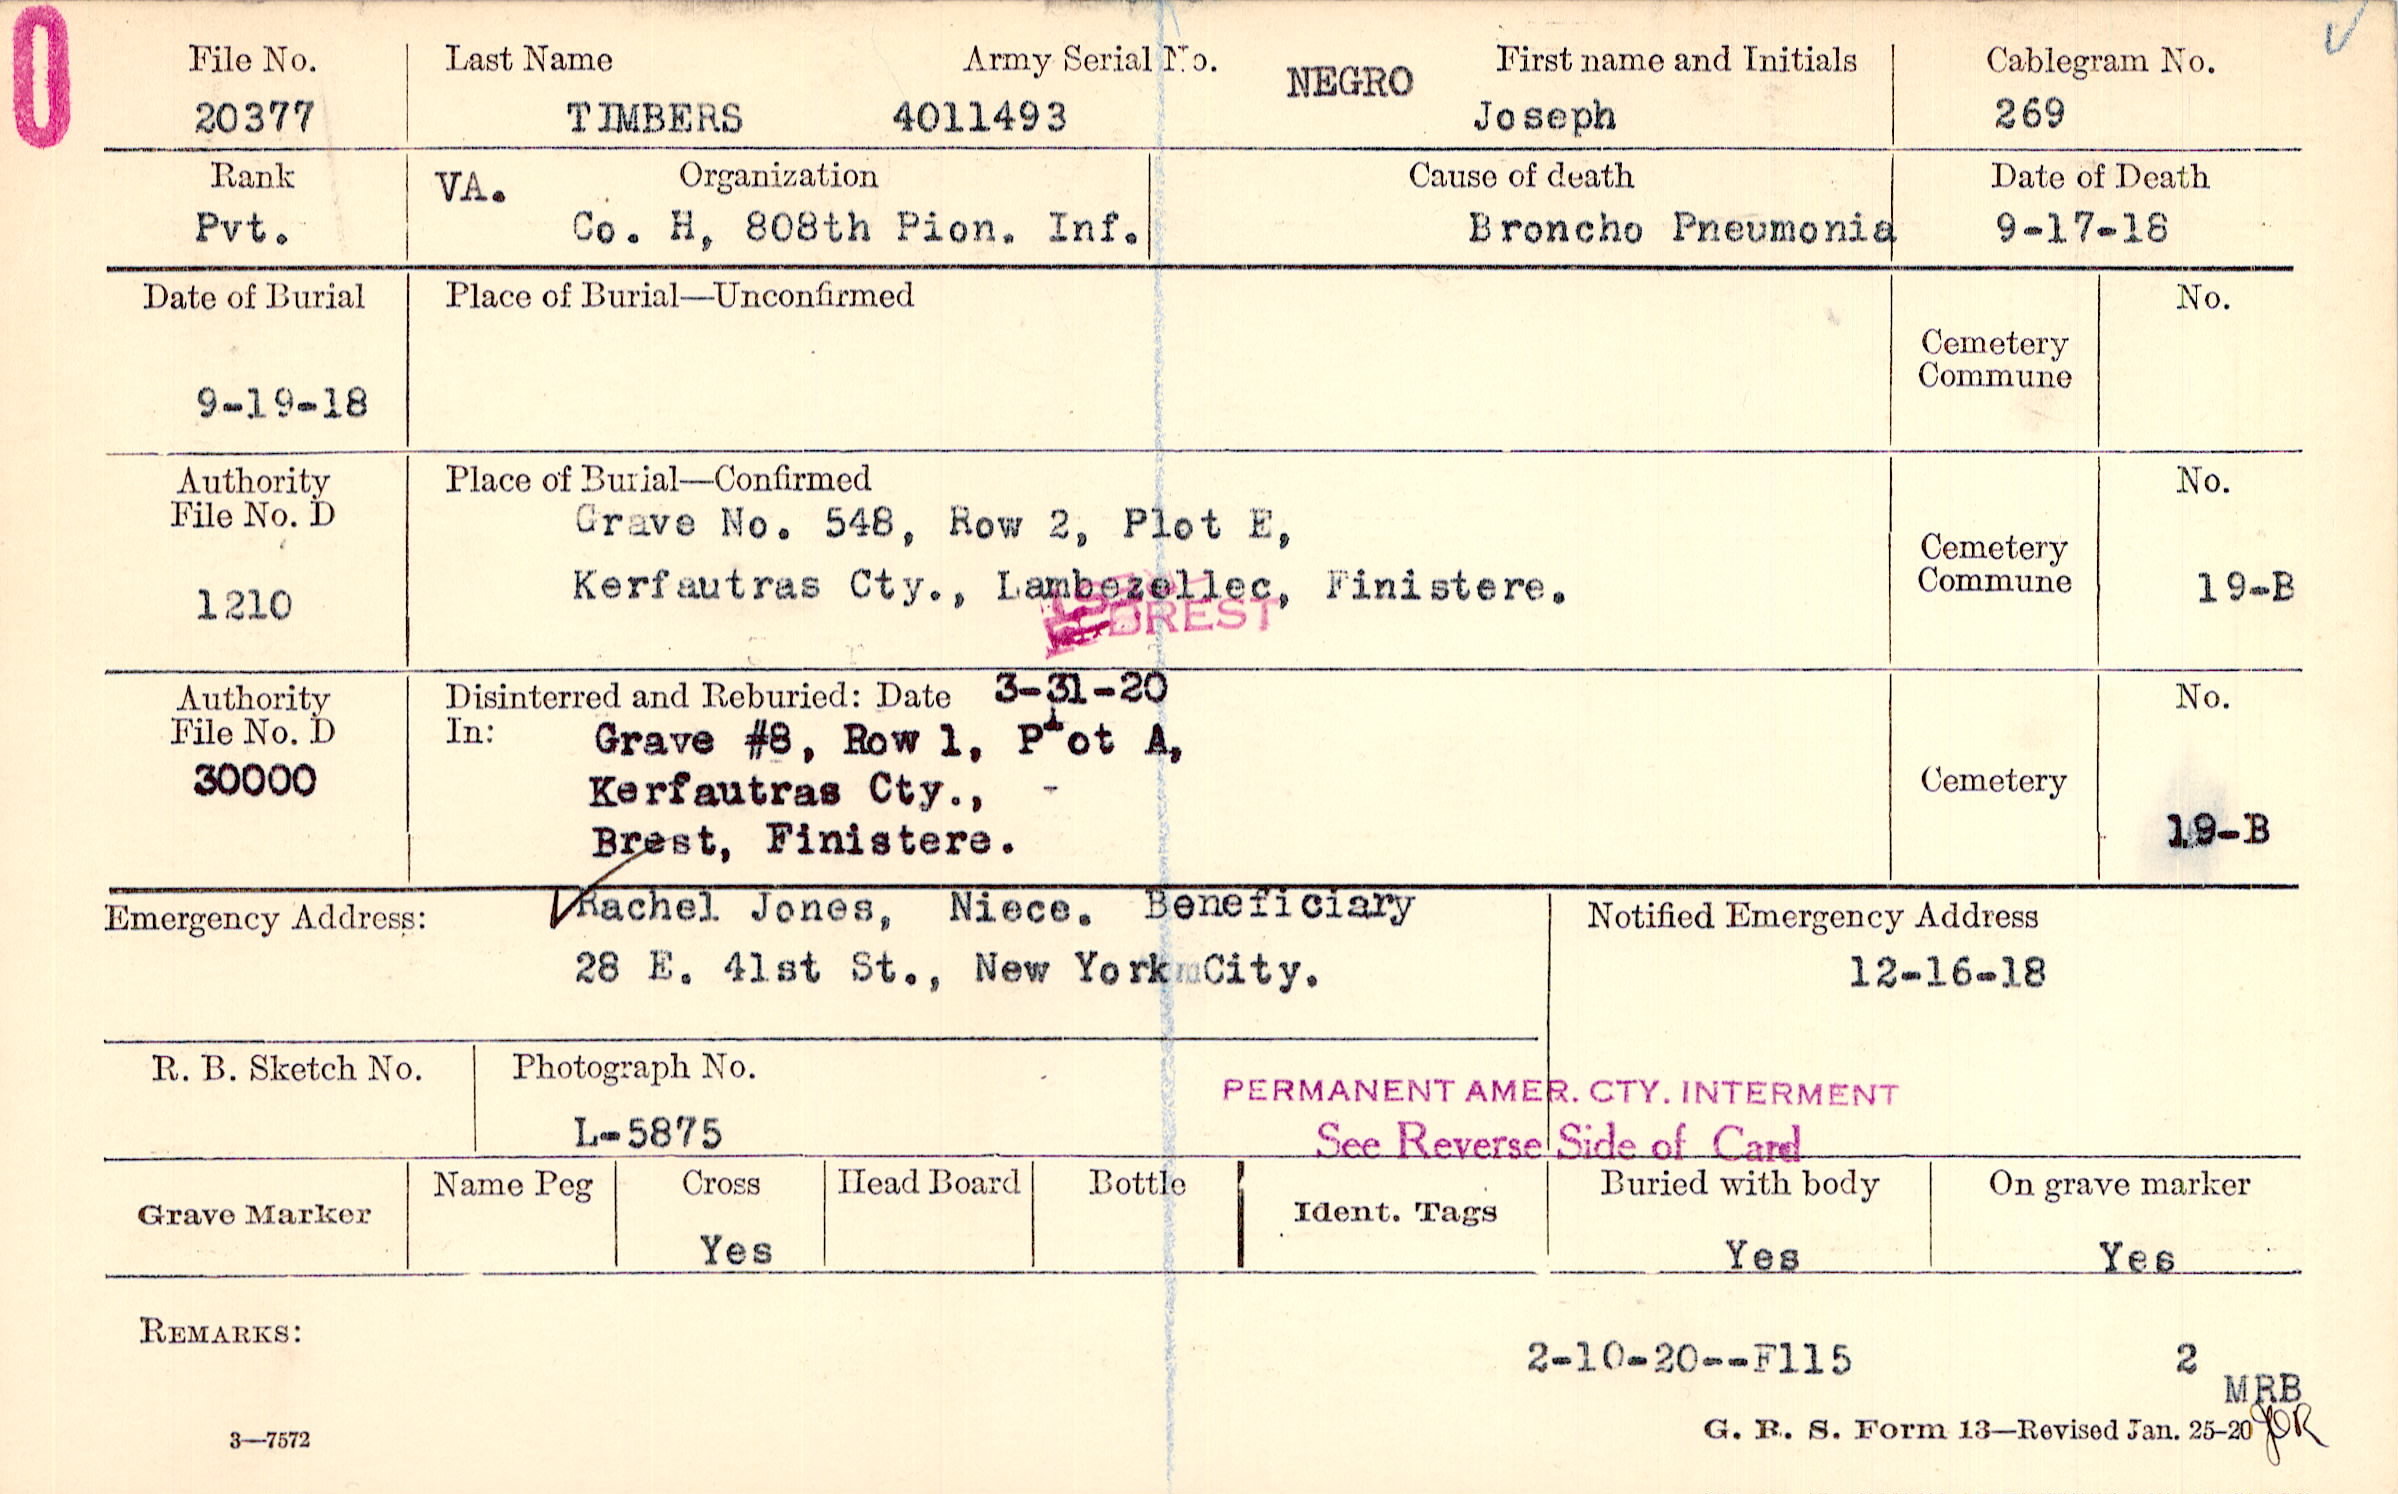 0
File No. Last Name Army Serial No. NEGRO First name and Initials Cablegram No.
20377 TIMBERS 4011493 Joseph 269
Rank VA. Organization Cause of death Date of Death
Pvt. Co. H, 808th Pion. Inf. Broncho Pneumonia 9-17-18
Date of Burial Place of Burial—Unconfirmed No.
Cemetery
Commune
9-19-18
Authority Place of Burial—Confirmed No.
File No. D Grave No. 548, Row 2, Plot E,
Cemetery
Kerfautras Cty., Lambezellec, Finistere. Commune 19-B
1210 BREST
Authority Disinterred and Reburied: Date 3-31-20 No.
File No. D In: Grave #8, Row 1, Plot A,
30000 Kerfautras Cty., - Cemetery
Brest, Finistere. 19-B
Emergency Address: Rachel Jones, Niece. Beneficiary Notified Emergency Address
28 E. 41st St., New York City. 12-16-18
R. B. Sketch No. Photograph No.
PERMANENT AMER. CTY. INTERMENT
L-5875 See Reverse Side of Card
Name Peg Cross Head Board Bottle Buried with body On grave marker
Grave Marker Ident. Tags
Yes Yes Yes
REMARKS:
2-10-20--F115 2
MRB
3—7572 G. R. S. Form 13—Revised Jan. 25-20 JOR